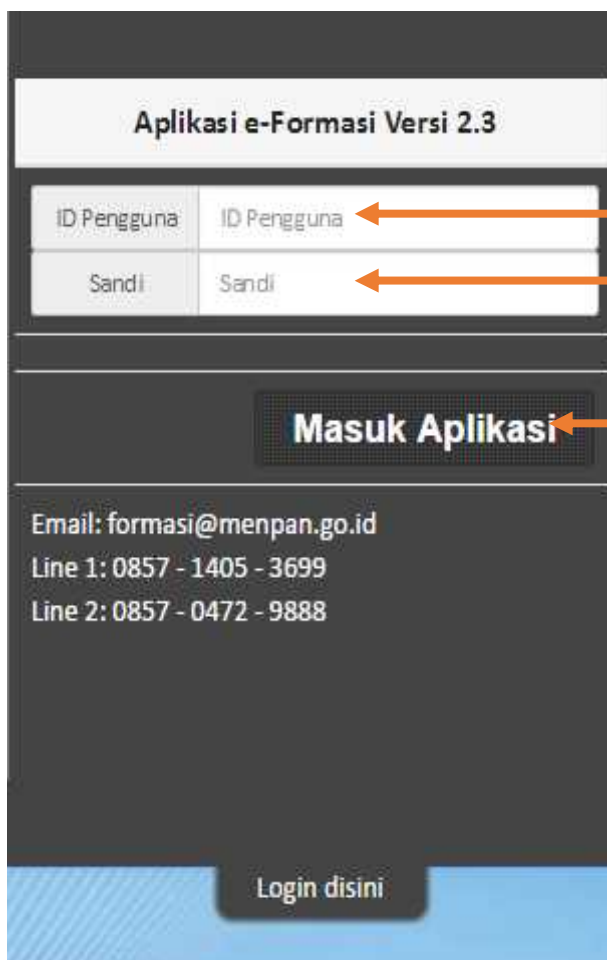 Aplikasi e-Formasi Versi 2.3
ID Pengguna ID Pengguna
Sandi Sandi
Masuk Aplikasi
Email: formasi@menpan.go.id
Line 1: 0857 - 1405 - 3699
Line 2: 0857 - 0472 - 9888
Login disini